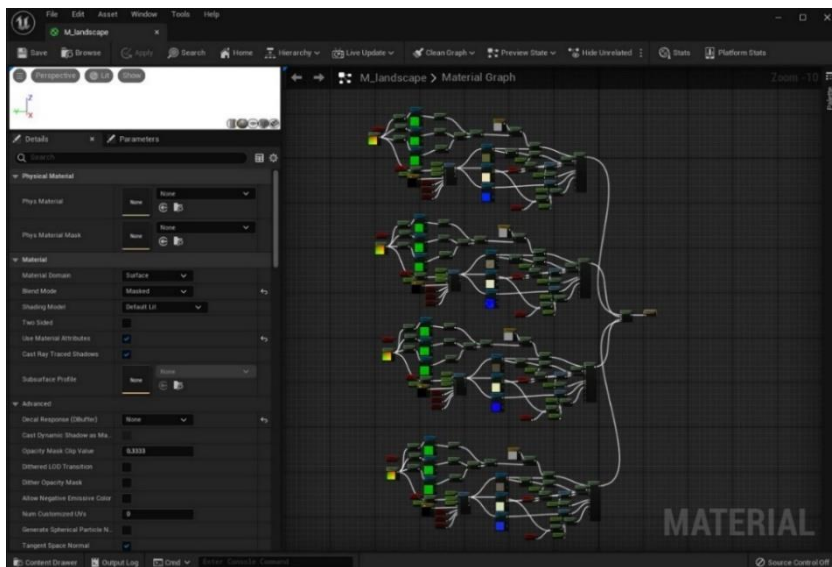 File Edit Asset Window Tools Help
M_landscape
Save Browse Apply Search Home Hierarchy Live Update Clean Graph Preview State Hide Unrelated Stats Platform Stats
Perspective Lit Show
M_landscape > Material Graph Zoom -10
Palette
Z
Y X
Details Parameters
Search
Physical Material
Phys Material None None
Phys Material Mask None None
Material
Material Domain Surface
Blend Mode Masked
Shading Model Default Lit
Two Sided
Use Material Attributes
Cast Ray Traced Shadows
Subsurface Profile None None
Advanced
Decal Response (DBuffer) None
Cast Dynamic Shadow as Ma..
Opacity Mask Clip Value 0,3333
Dithered LOD Transition
Dither Opacity Mask
Allow Negative Emissive Color
Num Customized UVs 0
Generate Spherical Particle N..
Tangent Space Normal
MATERIAL
Content Drawer Output Log Cmd Enter Console Command Source Control Off